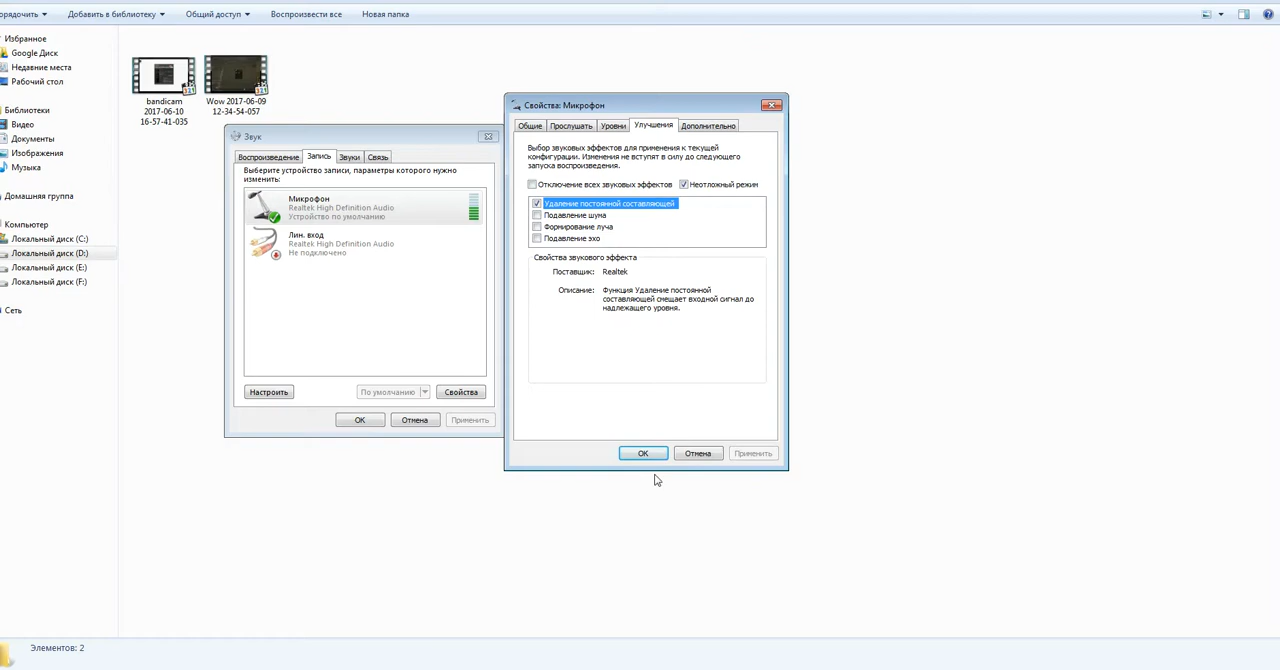 орядочить
Добавить в библиотеку
Общий доступ
Воспроизвести все
Новая папка
Избранное
Google Диск
Недавние места
Рабочий стол
Библиотеки
Видео
Документы
Изображения
Музыка
Домашняя группа
Компьютер
Локальный диск (C:)
Локальный диск (D:)
Локальный диск (E:)
Локальный диск (F:)
Сеть
bandicam
2017-06-10
16-57-41-035
Wow 2017-06-09
12-34-54-057
Звук
Воспроизведение
Запись
Звуки
Связь
Выберите устройство записи, параметры которого нужно
изменить:
Микрофон
Realtek High Definition Audio
Устройство по умолчанию
Лин. вход
Realtek High Definition Audio
Не подключено
Настроить
По умолчанию
Свойства
ОК
Отмена
Применить
Свойства: Микрофон
Общие
Прослушать
Уровни
Улучшения
Дополнительно
Выбор звуковых эффектов для применения к текущей
конфигурации. Изменения не вступят в силу до следующего
запуска воспроизведения.
Отключение всех звуковых эффектов
Неотложный режим
Удаление постоянной составляющей
Подавление шума
Формирование луча
Подавление эхо
Свойства звукового эффекта
Поставщик: Realtek
Описание: Функция Удаление постоянной
составляющей смещает входной сигнал до
надлежащего уровня.
ОК
Отмена
Применить
Элементов: 2